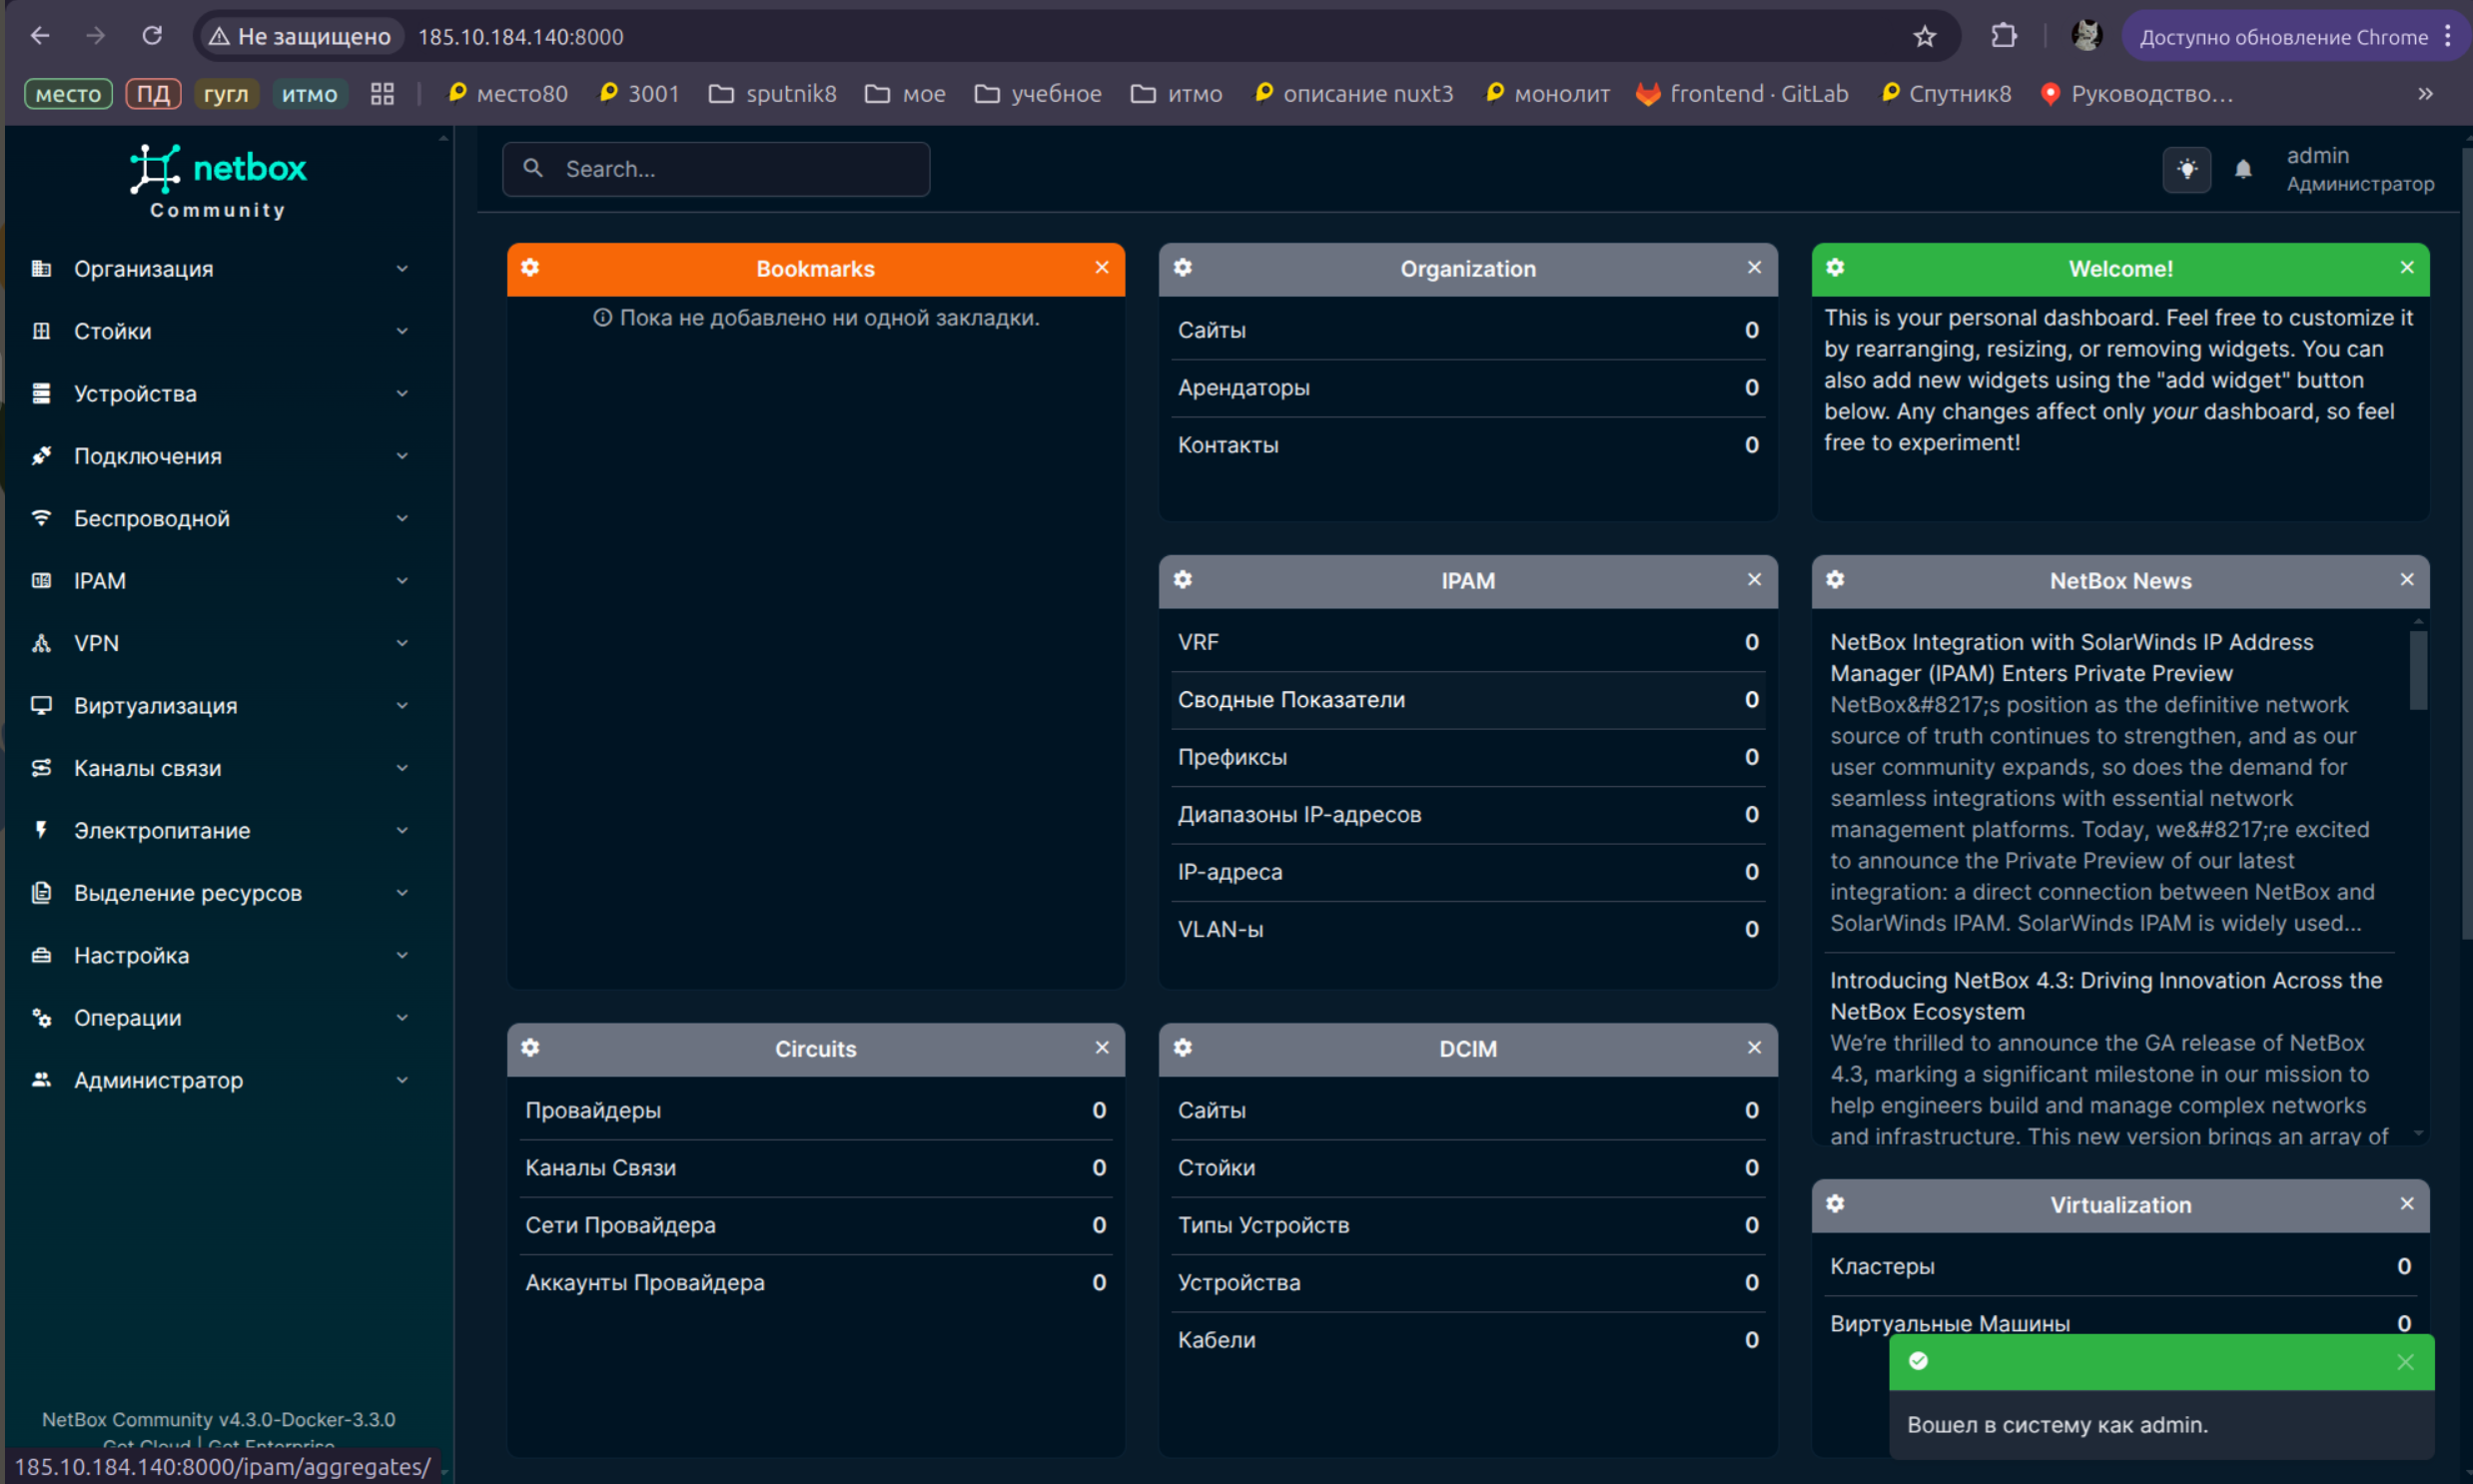 Не защищено 185.10.184.140:8000 Доступно обновление Chrome
место ПД гугл итмо место80 3001 sputnik8 мое учебное итмо описание nuxt3 монолит frontend · GitLab Спутник8 Руководство... »
netbox
Community
Организация
Стойки
Устройства
Подключения
Беспроводной
IPAM
VPN
Виртуализация
Каналы связи
Электропитание
Выделение ресурсов
Настройка
Операции
Администратор
NetBox Community v4.3.0-Docker-3.3.0
Get Cloud | Get Enterprise
185.10.184.140:8000/ipam/aggregates/
Search...
admin
Администратор
Bookmarks
Пока не добавлено ни одной закладки.
Organization
Сайты 0
Арендаторы 0
Контакты 0
Welcome!
This is your personal dashboard. Feel free to customize it
by rearranging, resizing, or removing widgets. You can
also add new widgets using the "add widget" button
below. Any changes affect only your dashboard, so feel
free to experiment!
IPAM
VRF 0
Сводные Показатели 0
Префиксы 0
Диапазоны IP-адресов 0
IP-адреса 0
VLAN-ы 0
NetBox News
NetBox Integration with SolarWinds IP Address
Manager (IPAM) Enters Private Preview
NetBox&#8217;s position as the definitive network
source of truth continues to strengthen, and as our
user community expands, so does the demand for
seamless integrations with essential network
management platforms. Today, we&#8217;re excited
to announce the Private Preview of our latest
integration: a direct connection between NetBox and
SolarWinds IPAM. SolarWinds IPAM is widely used...
Introducing NetBox 4.3: Driving Innovation Across the
NetBox Ecosystem
We're thrilled to announce the GA release of NetBox
4.3, marking a significant milestone in our mission to
help engineers build and manage complex networks
and infrastructure. This new version brings an array of
Circuits
Провайдеры 0
Каналы Связи 0
Сети Провайдера 0
Аккаунты Провайдера 0
DCIM
Сайты 0
Стойки 0
Типы Устройств 0
Устройства 0
Кабели 0
Virtualization
Кластеры 0
Виртуальные Машины 0
Вошел в систему как admin.